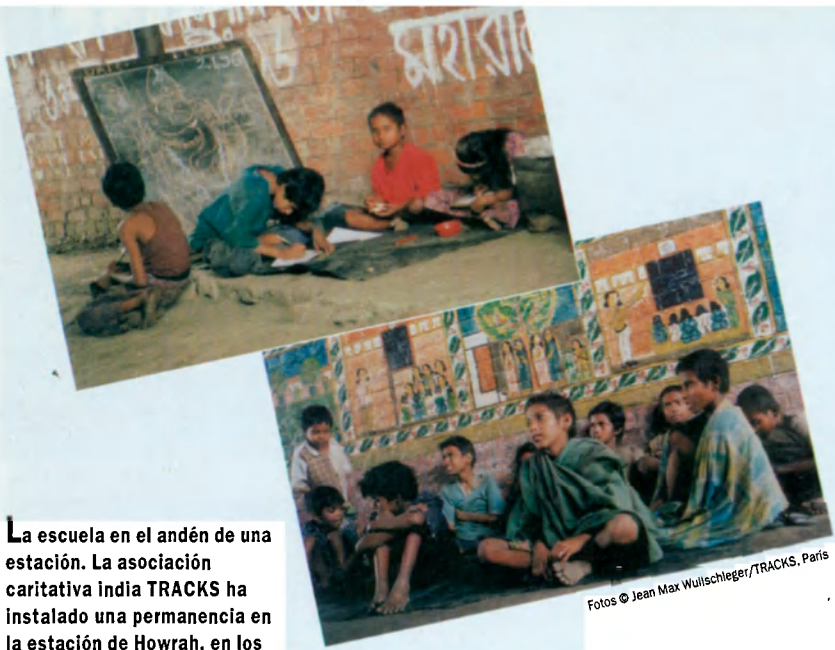 মহারা
La escuela en el andén de una
estación. La asociación
caritativa india TRACKS ha
instalado una permanencia en
la estación de Howrah, en los
Fotos © Jean Max Wullschleger/TRACKS, París